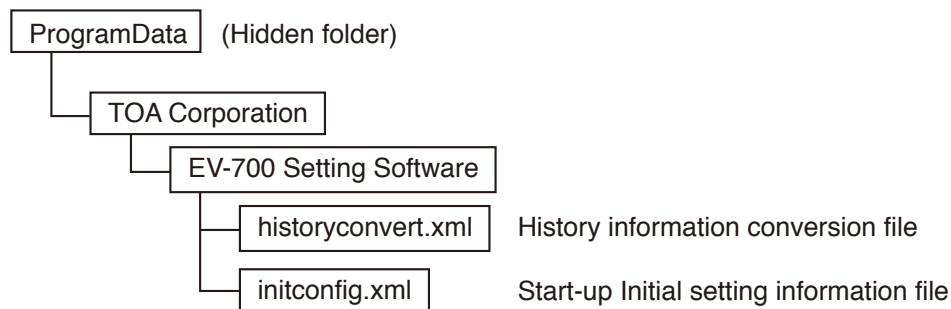 ProgramData (Hidden folder)
TOA Corporation
EV-700 Setting Software
historyconvert.xml History information conversion file
initconfig.xml Start-up Initial setting information file